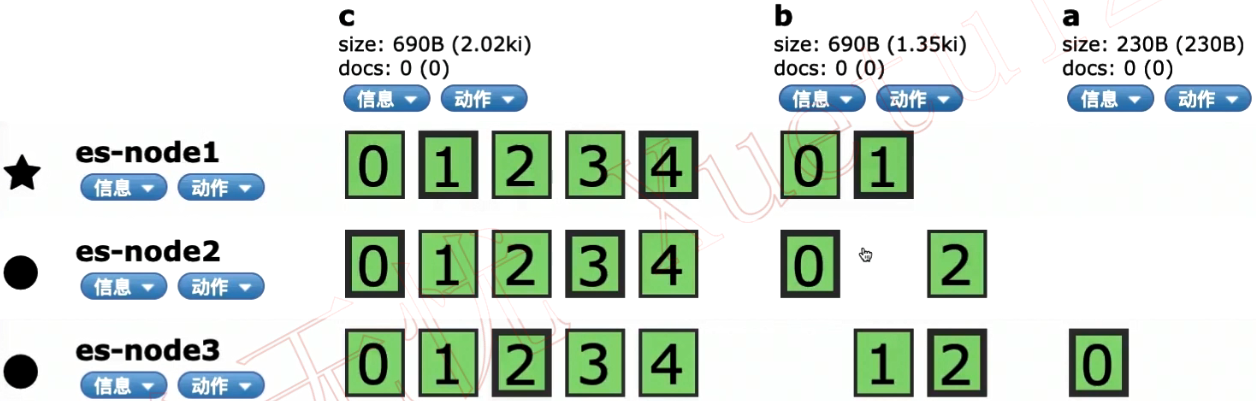 c b a
size: 690B (2.02ki) size: 690B (1.35ki) size: 230B (230B)
docs: 0 (0) docs: 0 (0) docs: 0 (0)
信息 动作 信息 动作 信息 动作
es-node1 0 1 2 3 4 0 1
信息 动作
es-node2 0 1 2 3 4 0 2
信息 动作
es-node3 0 1 2 3 4 1 2 0
信息 动作